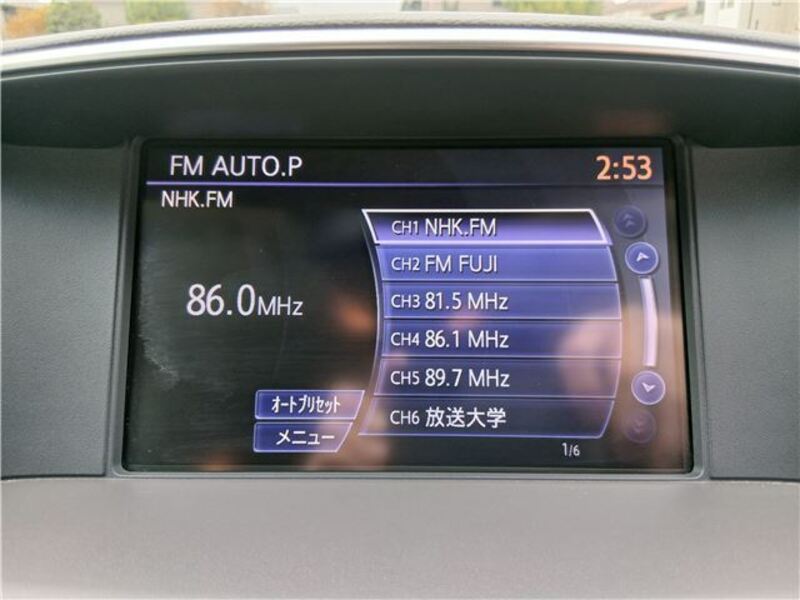 FM AUTO.P
2:53
NHK.FM
86.0MHz
CH1 NHK.FM
CH2 FM FUJI
CH3 81.5 MHz
CH4 86.1 MHz
CH5 89.7 MHz
CH6 放送大学
オートプリセット
メニュー
1/6